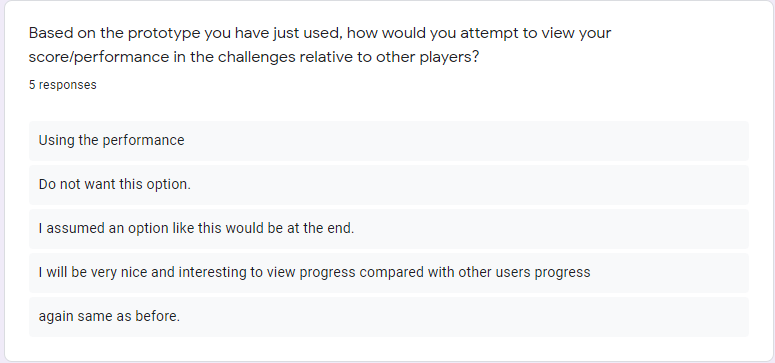 Based on the prototype you have just used, how would you attempt to view your
score/performance in the challenges relative to other players?
5 responses
Using the performance
Do not want this option.
I assumed an option like this would be at the end.
I will be very nice and interesting to view progress compared with other users progress
again same as before.